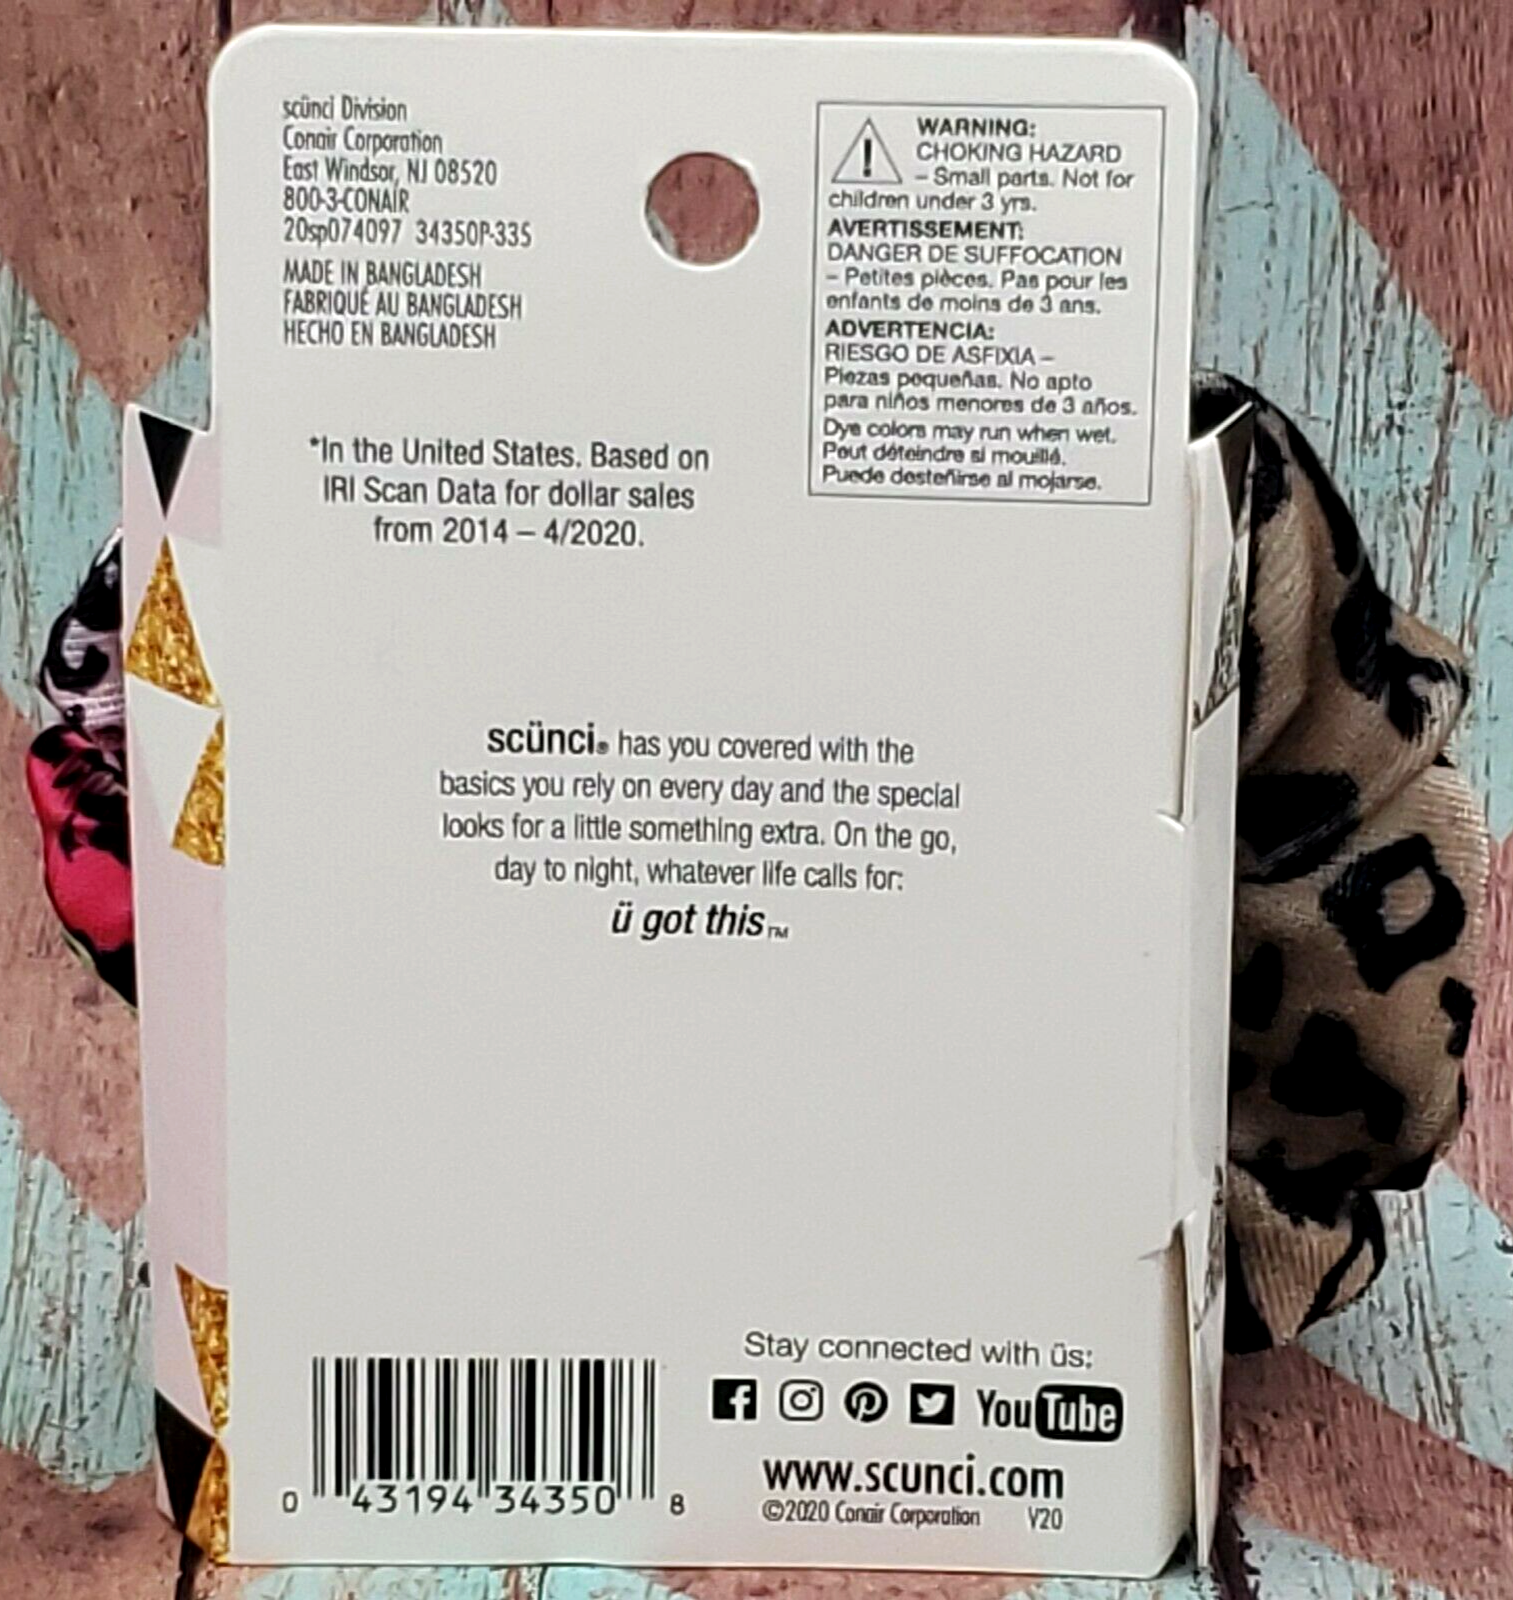 scünci Division
Conair Corporation
East Windsor, NJ 08520
800-3-CONAIR
20sp074097 34350P-335
MADE IN BANGLADESH
FABRIQUÉ AU BANGLADESH
HECHO EN BANGLADESH
WARNING:
CHOKING HAZARD
– Small parts. Not for
children under 3 yrs.
AVERTISSEMENT:
DANGER DE SUFFOCATION
– Petites pièces. Pas pour les
enfants de moins de 3 ans.
ADVERTENCIA:
RIESGO DE ASFIXIA –
Piezas pequeñas. No apto
para niños menores de 3 años.
Dye colors may run when wet.
Peut déteindre si mouillé.
Puede desteñirse al mojarse.
*In the United States. Based on
IRI Scan Data for dollar sales
from 2014 – 4/2020.
scünci® has you covered with the
basics you rely on every day and the special
looks for a little something extra. On the go,
day to night, whatever life calls for:
ü got this™
Stay connected with üs:
YouTube
www.scunci.com
©2020 Conair Corporation V20
0 43194 34350 8